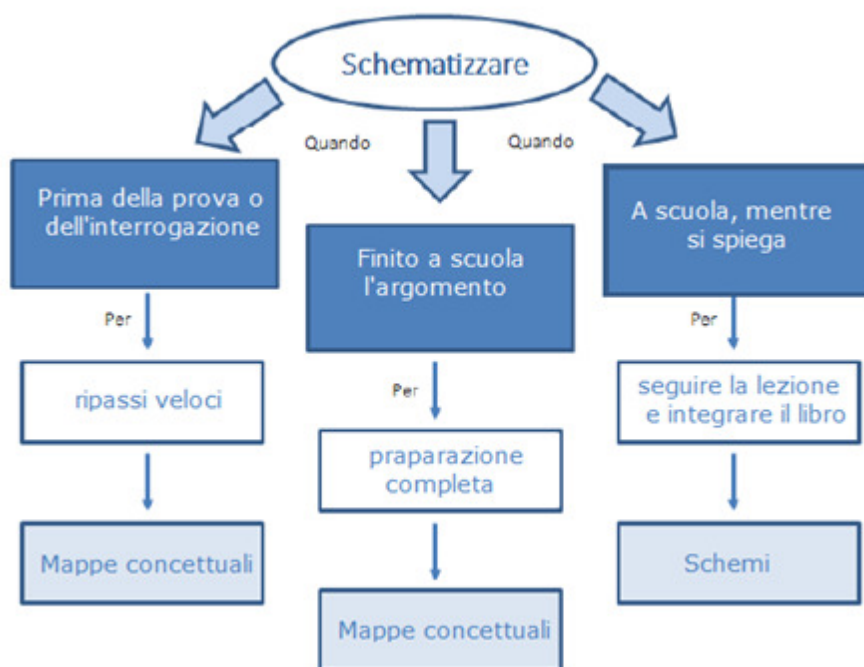 Schematizzare
Quando
Quando
Prima della prova o
dell'interrogazione
Finito a scuola
l'argomento
A scuola, mentre
si spiega
Per
Per
Per
ripassi veloci
praparazione
completa
seguire la lezione
e integrare il libro
Mappe concettuali
Mappe concettuali
Schemi